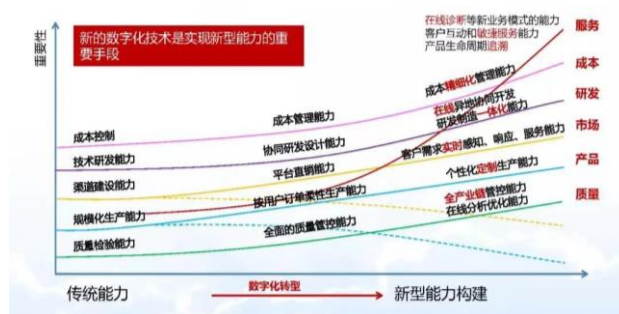 重要性
新的数字化技术是实现新型能力的重
要手段
在线诊断等新业务模式的能力
客户互动和敏捷服务能力
产品生命周期追溯
服务
成本
研发
市场
产品
质量
成本控制
成本管理能力
成本精细化管理能力
技术研发能力
协同研发设计能力
在线异地协同开发
研发制造一体化能力
渠道建设能力
平台直销能力
客户需求实时感知、响应、服务能力
规模化生产能力
按用户订单柔性生产能力
个性化定制生产能力
质量检验能力
全面的质量管控能力
全产业链管控能力
在线分析优化能力
传统能力
数字化转型
新型能力构建